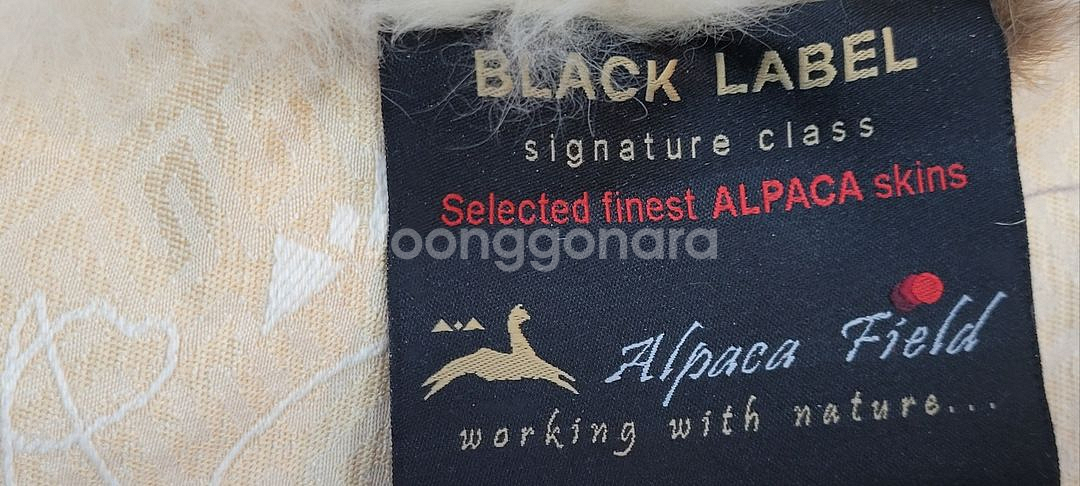 BLACK LABEL
signature class
Selected finest ALPACA skins
Joonggonara
Alpaca Field
working with nature...